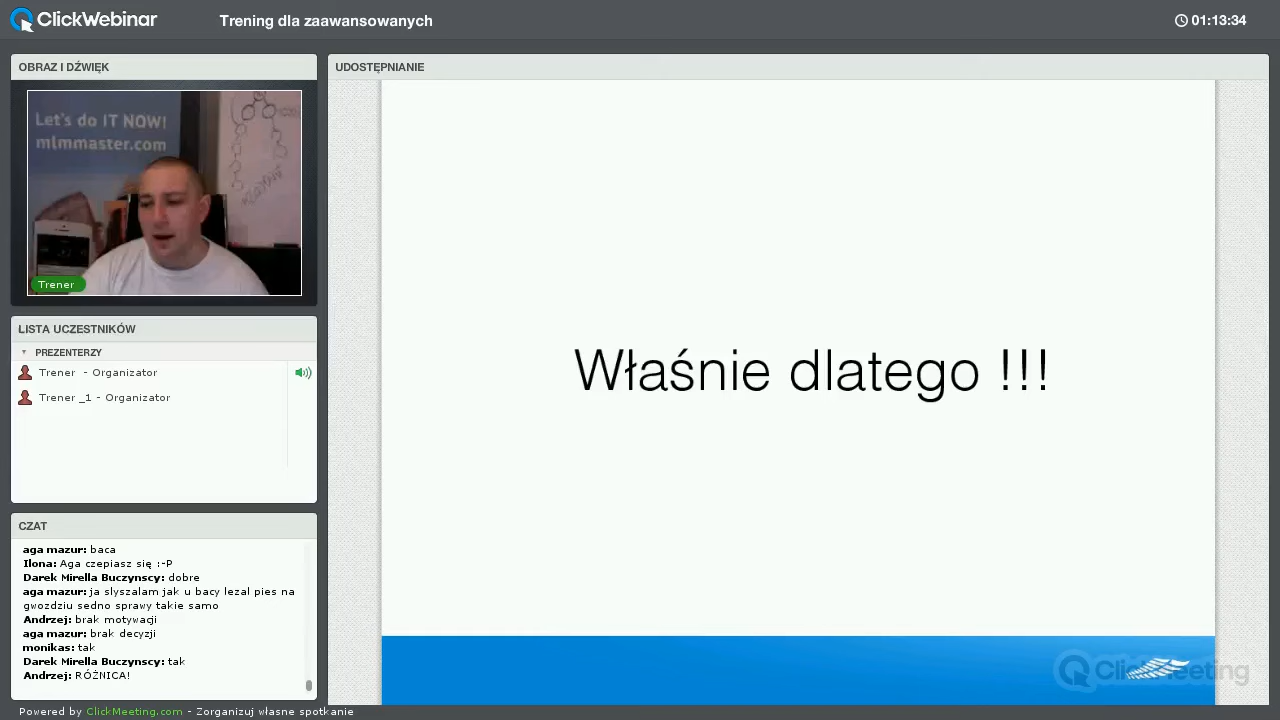 ClickWebinar
Trening dla zaawansowanych
01:13:34
OBRAZ I DŹWIĘK
UDOSTĘPNIANIE
Let's do IT NOW!
mlmmaster.com
Trener
LISTA UCZESTNIKÓW
PREZENTERZY
Trener - Organizator
Trener _1 - Organizator
Właśnie dlatego !!!
CZAT
aga mazur: baca
Ilona: Aga czepiasz się :-P
Darek Mirella Buczynscy: dobre
aga mazur: ja slyszalam jak u bacy lezal pies na
gwozdziu sedno sprawy takie samo
Andrzej: brak motywacji
aga mazur: brak decyzji
monikas: tak
Darek Mirella Buczynscy: tak
Andrzej: RÓŻNICA!
ClickMeeting
Powered by ClickMeeting.com - Zorganizuj własne spotkanie